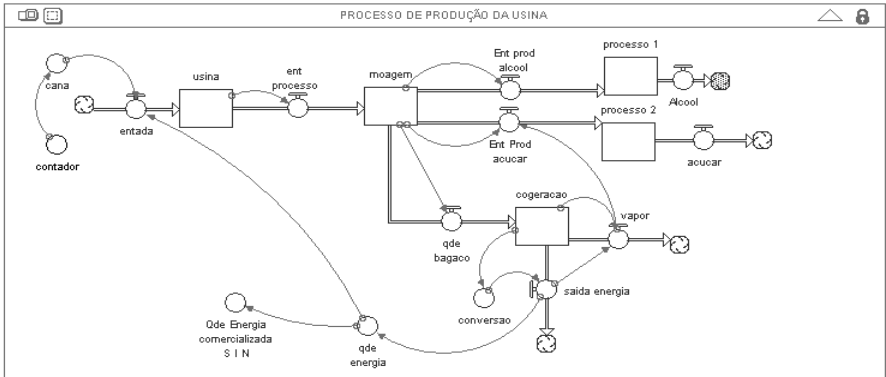 PROCESSO DE PRODUÇÃO DA USINA
cana
contador
entada
usina
ent
processo
moagem
Ent prod
alcool
processo 1
Alcool
Ent Prod
acucar
processo 2
acucar
qde
bagaco
cogeracao
vapor
conversao
saida energia
Qde Energia
comercializada
S I N
qde
energia